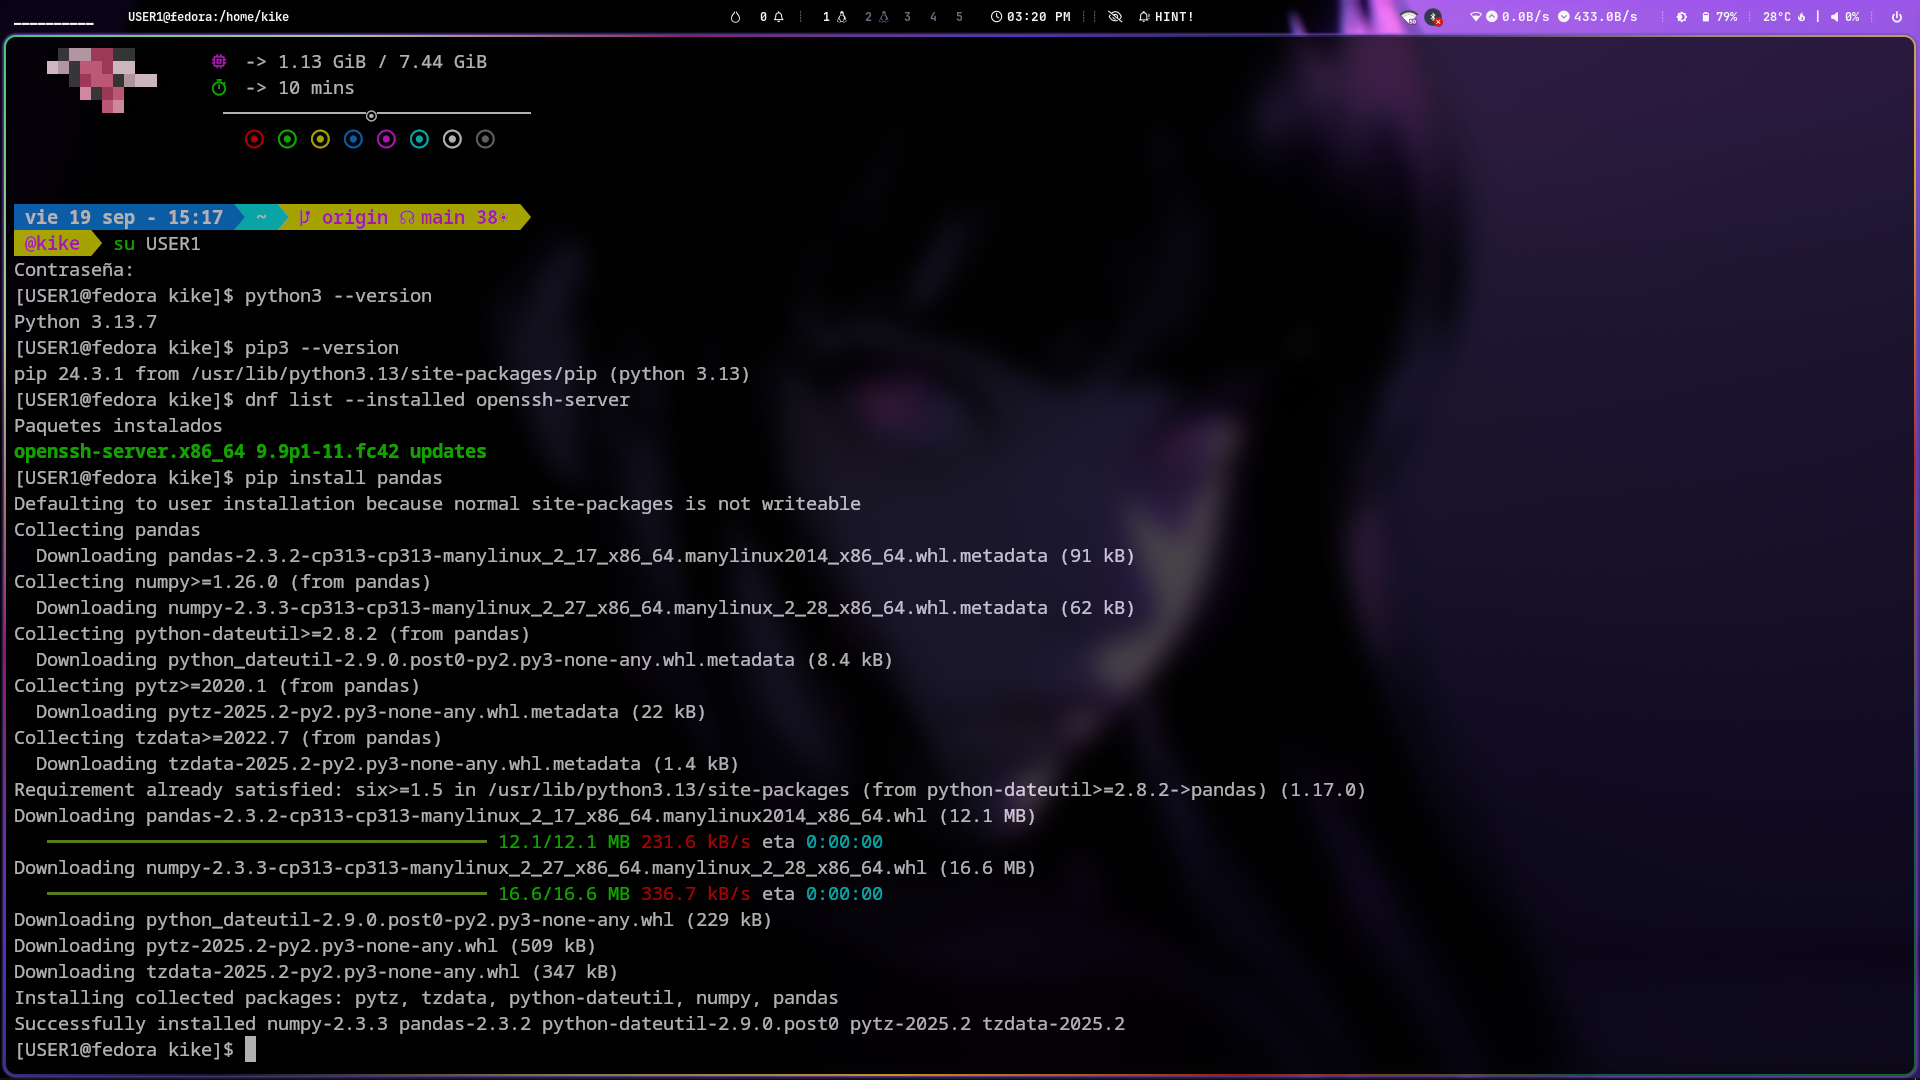 __________ USER1@fedora:/home/kike 0 1 2 3 4 5 03:20 PM HINT! 0.0B/s 433.0B/s 79% 28°C 0%
-> 1.13 GiB / 7.44 GiB
-> 10 mins
vie 19 sep - 15:17 ~ origin main 38
@kike su USER1
Contraseña:
[USER1@fedora kike]$ python3 --version
Python 3.13.7
[USER1@fedora kike]$ pip3 --version
pip 24.3.1 from /usr/lib/python3.13/site-packages/pip (python 3.13)
[USER1@fedora kike]$ dnf list --installed openssh-server
Paquetes instalados
openssh-server.x86_64 9.9p1-11.fc42 updates
[USER1@fedora kike]$ pip install pandas
Defaulting to user installation because normal site-packages is not writeable
Collecting pandas
  Downloading pandas-2.3.2-cp313-cp313-manylinux_2_17_x86_64.manylinux2014_x86_64.whl.metadata (91 kB)
Collecting numpy>=1.26.0 (from pandas)
  Downloading numpy-2.3.3-cp313-cp313-manylinux_2_27_x86_64.manylinux_2_28_x86_64.whl.metadata (62 kB)
Collecting python-dateutil>=2.8.2 (from pandas)
  Downloading python_dateutil-2.9.0.post0-py2.py3-none-any.whl.metadata (8.4 kB)
Collecting pytz>=2020.1 (from pandas)
  Downloading pytz-2025.2-py2.py3-none-any.whl.metadata (22 kB)
Collecting tzdata>=2022.7 (from pandas)
  Downloading tzdata-2025.2-py2.py3-none-any.whl.metadata (1.4 kB)
Requirement already satisfied: six>=1.5 in /usr/lib/python3.13/site-packages (from python-dateutil>=2.8.2->pandas) (1.17.0)
Downloading pandas-2.3.2-cp313-cp313-manylinux_2_17_x86_64.manylinux2014_x86_64.whl (12.1 MB)
12.1/12.1 MB 231.6 kB/s eta 0:00:00
Downloading numpy-2.3.3-cp313-cp313-manylinux_2_27_x86_64.manylinux_2_28_x86_64.whl (16.6 MB)
16.6/16.6 MB 336.7 kB/s eta 0:00:00
Downloading python_dateutil-2.9.0.post0-py2.py3-none-any.whl (229 kB)
Downloading pytz-2025.2-py2.py3-none-any.whl (509 kB)
Downloading tzdata-2025.2-py2.py3-none-any.whl (347 kB)
Installing collected packages: pytz, tzdata, python-dateutil, numpy, pandas
Successfully installed numpy-2.3.3 pandas-2.3.2 python-dateutil-2.9.0.post0 pytz-2025.2 tzdata-2025.2
[USER1@fedora kike]$